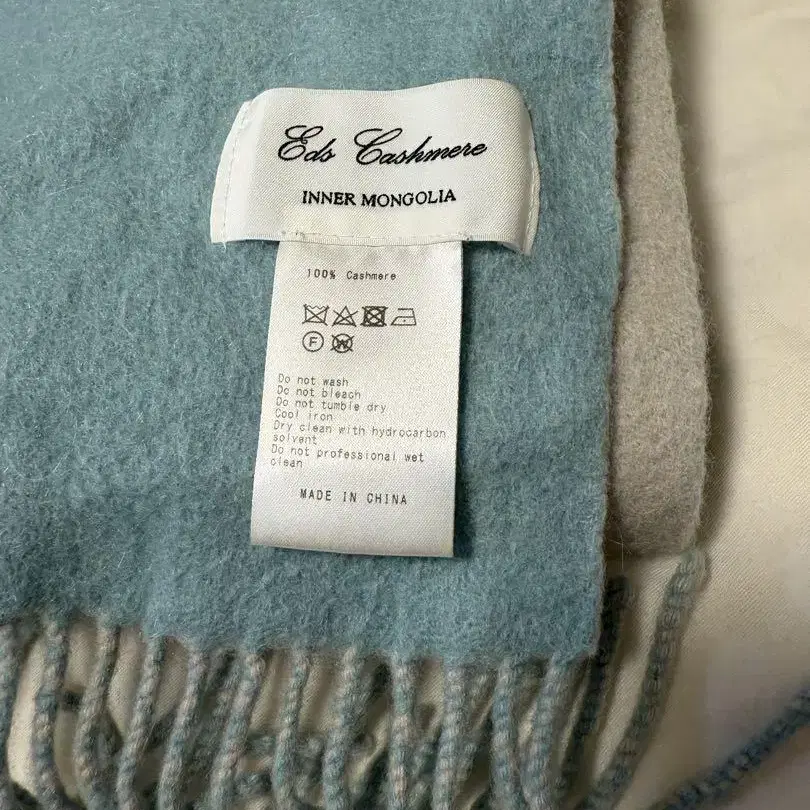 Eds Cashmere
INNER MONGOLIA
100% Cashmere
F W
Do not wash
Do not bleach
Do not tumble dry
Cool iron
Dry clean with hydrocarbon
solvent
Do not professional wet
clean
MADE IN CHINA